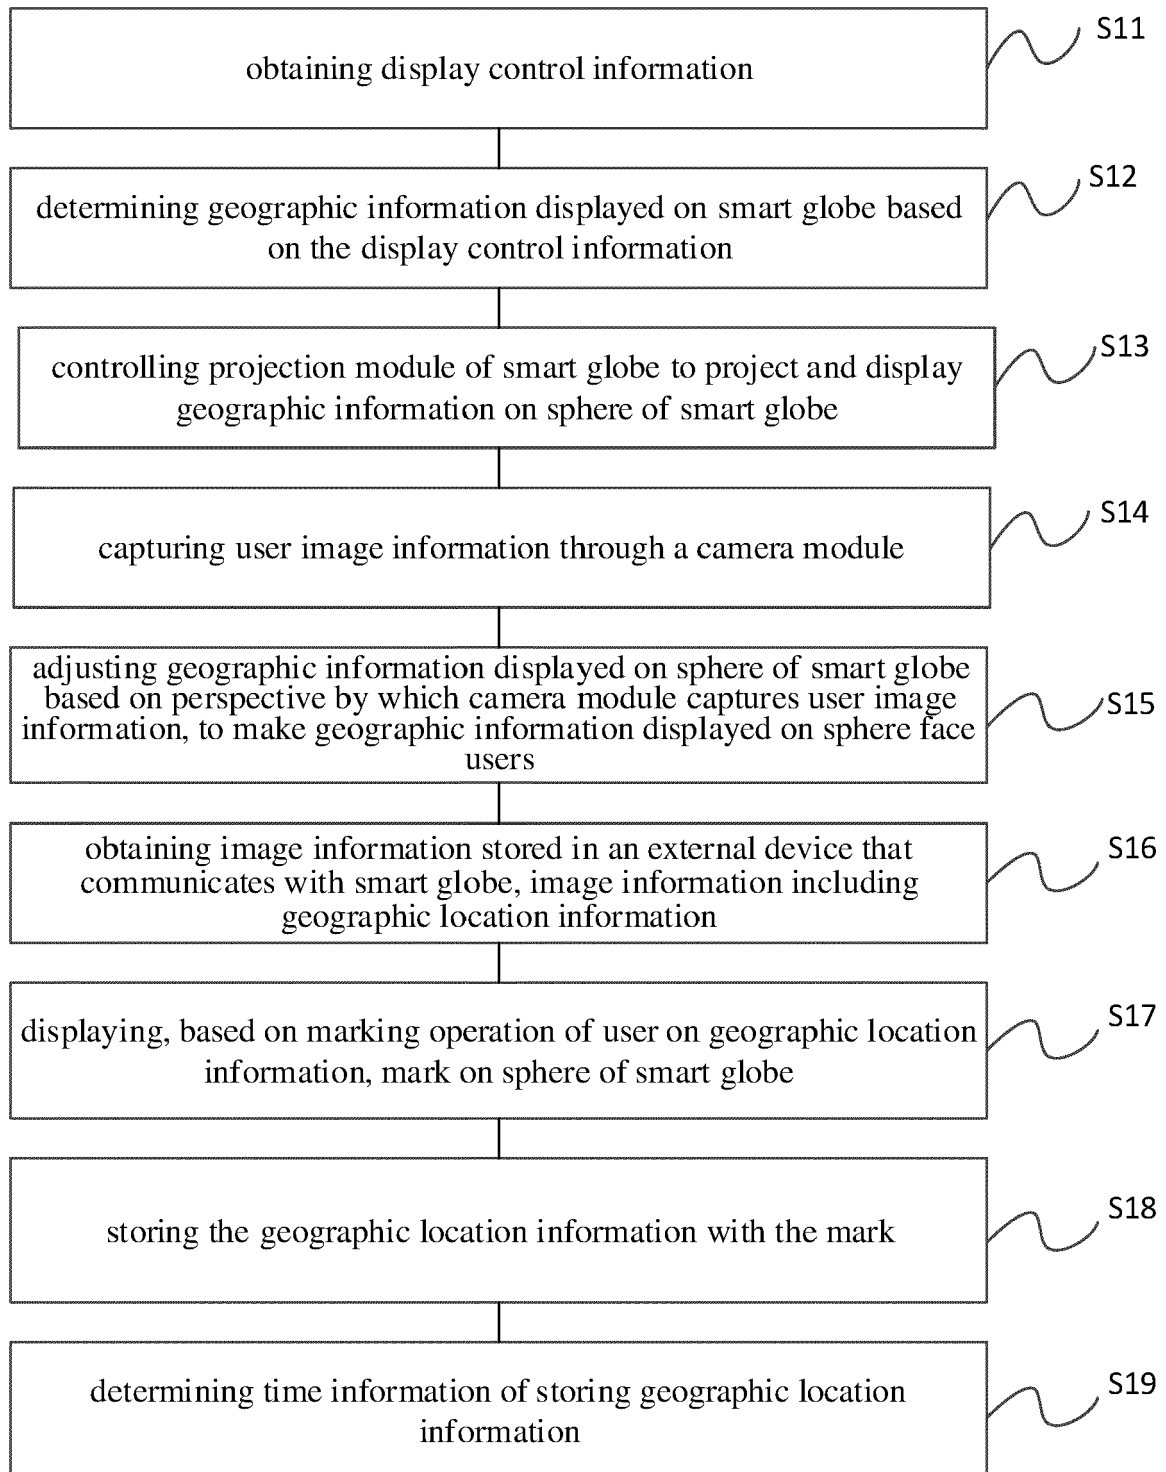 obtaining display control information
S11
determining geographic information displayed on smart globe based
on the display control information
S12
controlling projection module of smart globe to project and display
geographic information on sphere of smart globe
S13
capturing user image information through a camera module
S14
adjusting geographic information displayed on sphere of smart globe
based on perspective by which camera module captures user image
information, to make geographic information displayed on sphere face
users
S15
obtaining image information stored in an external device that
communicates with smart globe, image information including
geographic location information
S16
displaying, based on marking operation of user on geographic location
information, mark on sphere of smart globe
S17
storing the geographic location information with the mark
S18
determining time information of storing geographic location
information
S19